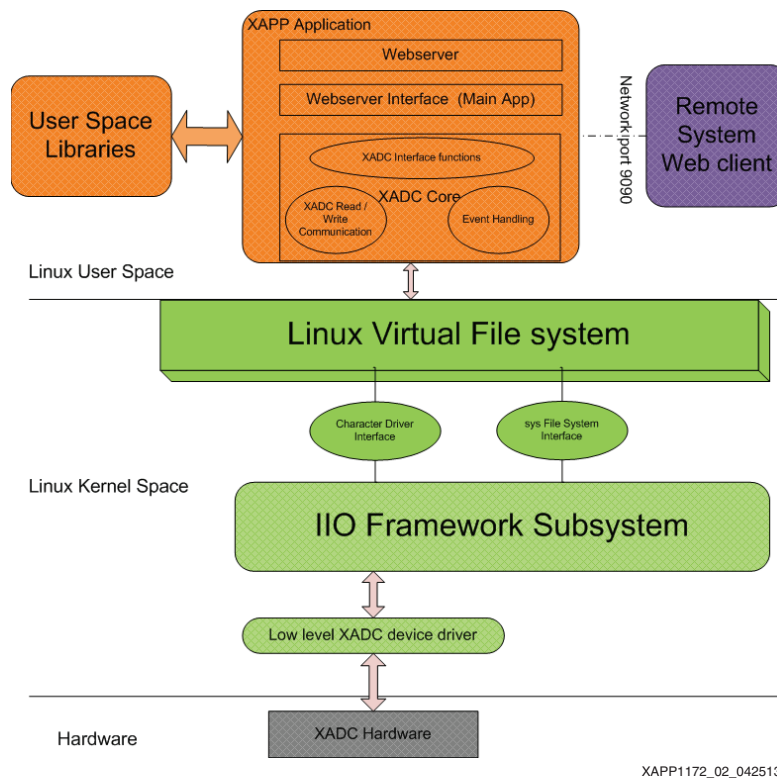 XAPP Application
Webserver
Webserver Interface (Main App)
User Space
Libraries
XADC Interface functions
XADC Core
XADC Read /
Write
Communication
Event Handling
Network port 9090
Remote
System
Web client
Linux User Space
Linux Virtual File system
Character Driver
Interface
sys File System
Interface
Linux Kernel Space
IIO Framework Subsystem
Low level XADC device driver
XADC Hardware
Hardware
XAPP1172_02_042513